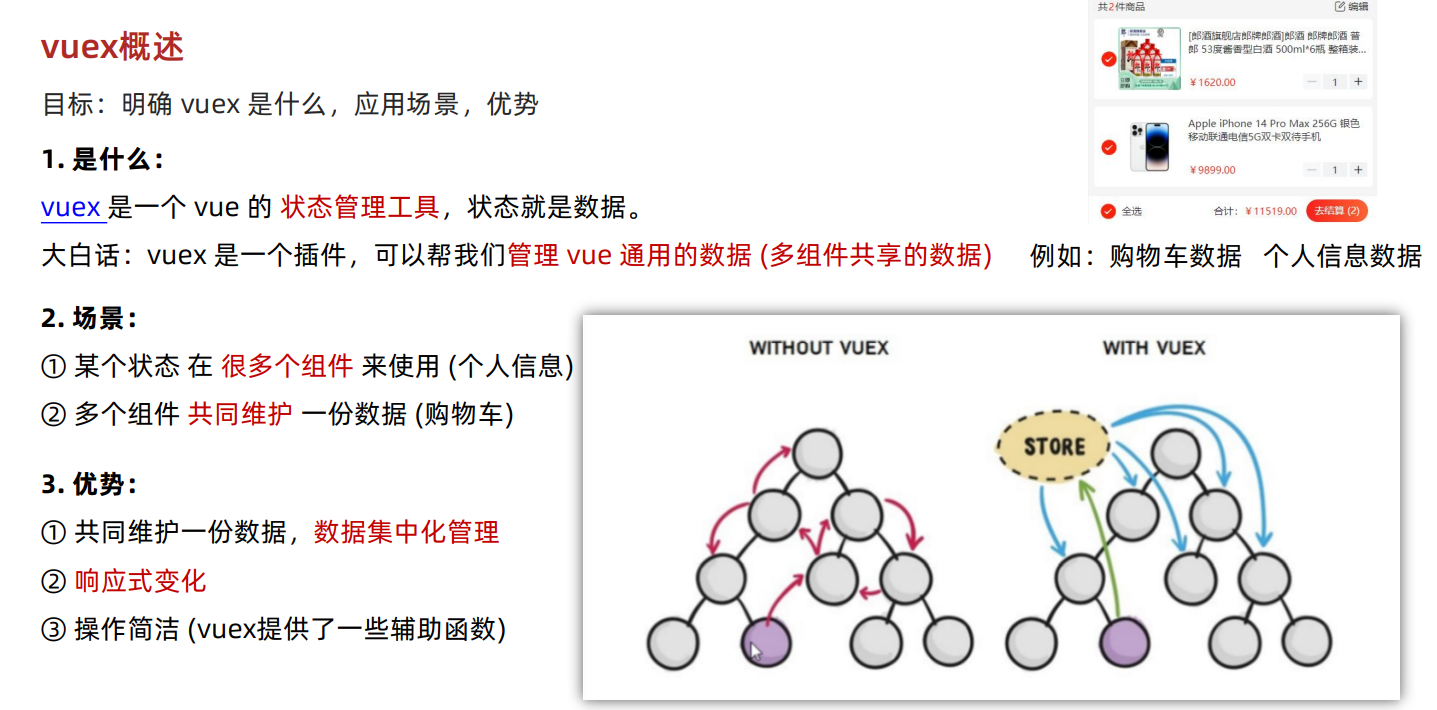 vuex概述
目标：明确 vuex 是什么，应用场景，优势
1. 是什么：
vuex 是一个 vue 的 状态管理工具，状态就是数据。
大白话：vuex 是一个插件，可以帮我们管理 vue 通用的数据 (多组件共享的数据) 例如：购物车数据 个人信息数据
2. 场景：
① 某个状态 在 很多个组件 来使用 (个人信息)
② 多个组件 共同维护 一份数据 (购物车)
3. 优势：
① 共同维护一份数据，数据集中化管理
② 响应式变化
③ 操作简洁 (vuex提供了一些辅助函数)
共2件商品 编辑
[郎酒旗舰店郎牌郎酒]郎酒 郎牌郎酒 普
郎 53度酱香型白酒 500ml*6瓶 整箱装...
￥1620.00 − 1 +
Apple iPhone 14 Pro Max 256G 银色
移动联通电信5G双卡双待手机
￥9899.00 − 1 +
全选 合计：￥11519.00 去结算 (2)
WITHOUT VUEX
WITH VUEX
STORE